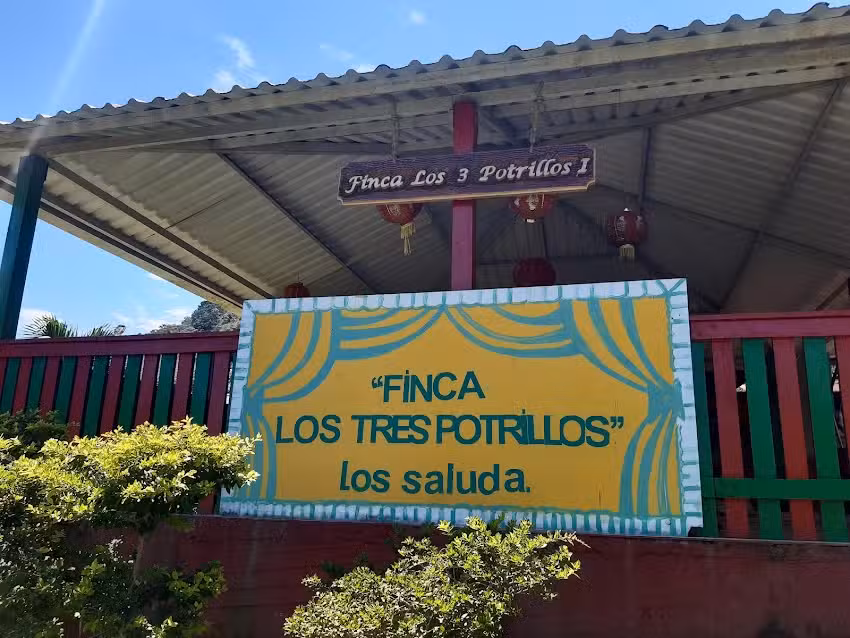 Finca Los 3 Potrillos I
“FINCA
LOS TRES POTRILLOS”
Los saluda.